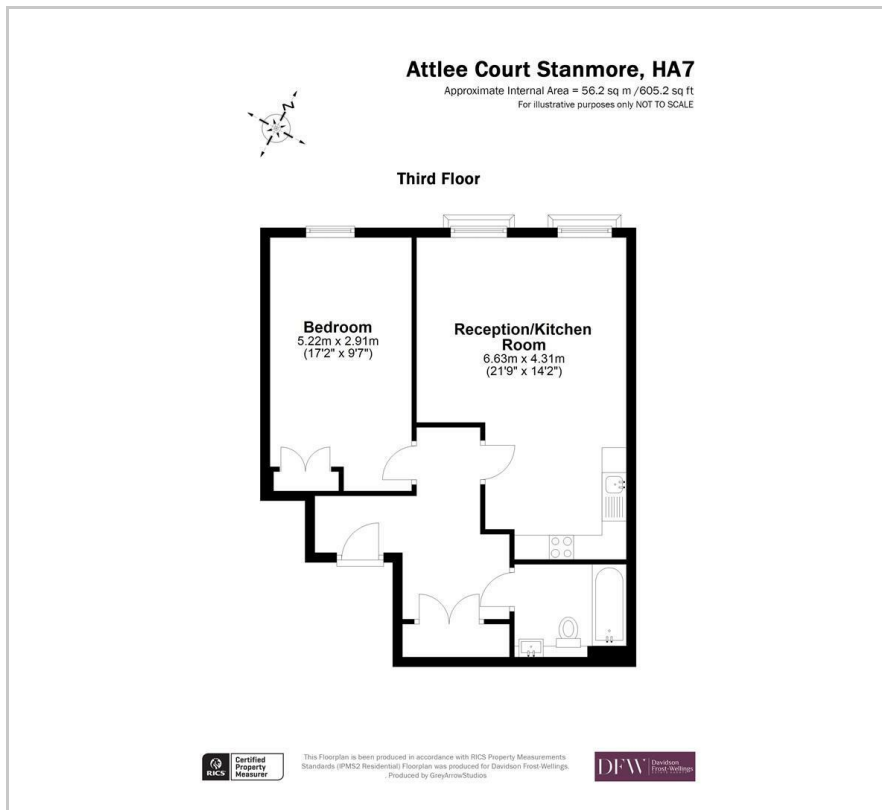 Attlee Court Stanmore, HA7
Approximate Internal Area = 56.2 sq m /605.2 sq ft
For illustrative purposes only NOT TO SCALE
N
Third Floor
Bedroom
5.22m x 2.91m
(17'2" x 9'7")
Reception/Kitchen
Room
6.63m x 4.31m
(21'9" x 14'2")
RICS
Certified
Property
Measurer
This Floorplan is been produced in accordance with RICS Property Measurements
Standards (IPMS2 Residential) Floorplan was produced for Davidson Frost-Wellings.
. Produced by GreyArrowStudios
DFW
Davidson
Frost-Wellings